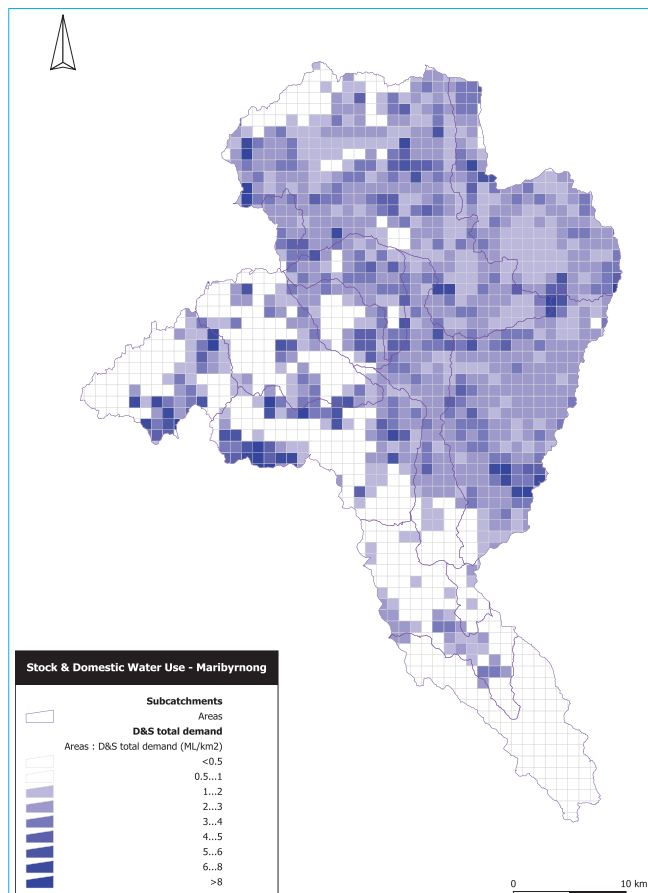 Stock & Domestic Water Use - Maribyrnong
Subcatchments
Areas
D&S total demand
Areas : D&S total demand (ML/km2)
<0.5
0.5...1
1...2
2...3
3...4
4...5
5...6
6...8
>8
0 10 km